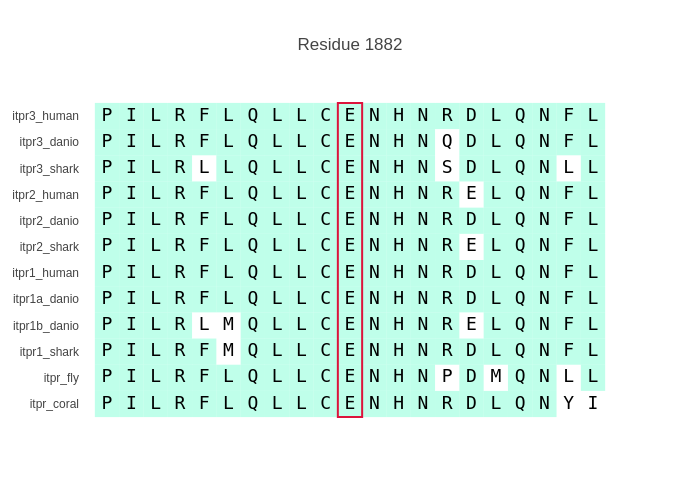 Residue 1882
itpr3_human P I L R F L Q L L C E N H N R D L Q N F L
itpr3_danio P I L R F L Q L L C E N H N Q D L Q N F L
itpr3_shark P I L R L L Q L L C E N H N S D L Q N L L
itpr2_human P I L R F L Q L L C E N H N R E L Q N F L
itpr2_danio P I L R F L Q L L C E N H N R D L Q N F L
itpr2_shark P I L R F L Q L L C E N H N R E L Q N F L
itpr1_human P I L R F L Q L L C E N H N R D L Q N F L
itpr1a_danio P I L R F L Q L L C E N H N R D L Q N F L
itpr1b_danio P I L R L M Q L L C E N H N R E L Q N F L
itpr1_shark P I L R F M Q L L C E N H N R D L Q N F L
itpr_fly P I L R F L Q L L C E N H N P D M Q N L L
itpr_coral P I L R F L Q L L C E N H N R D L Q N Y I